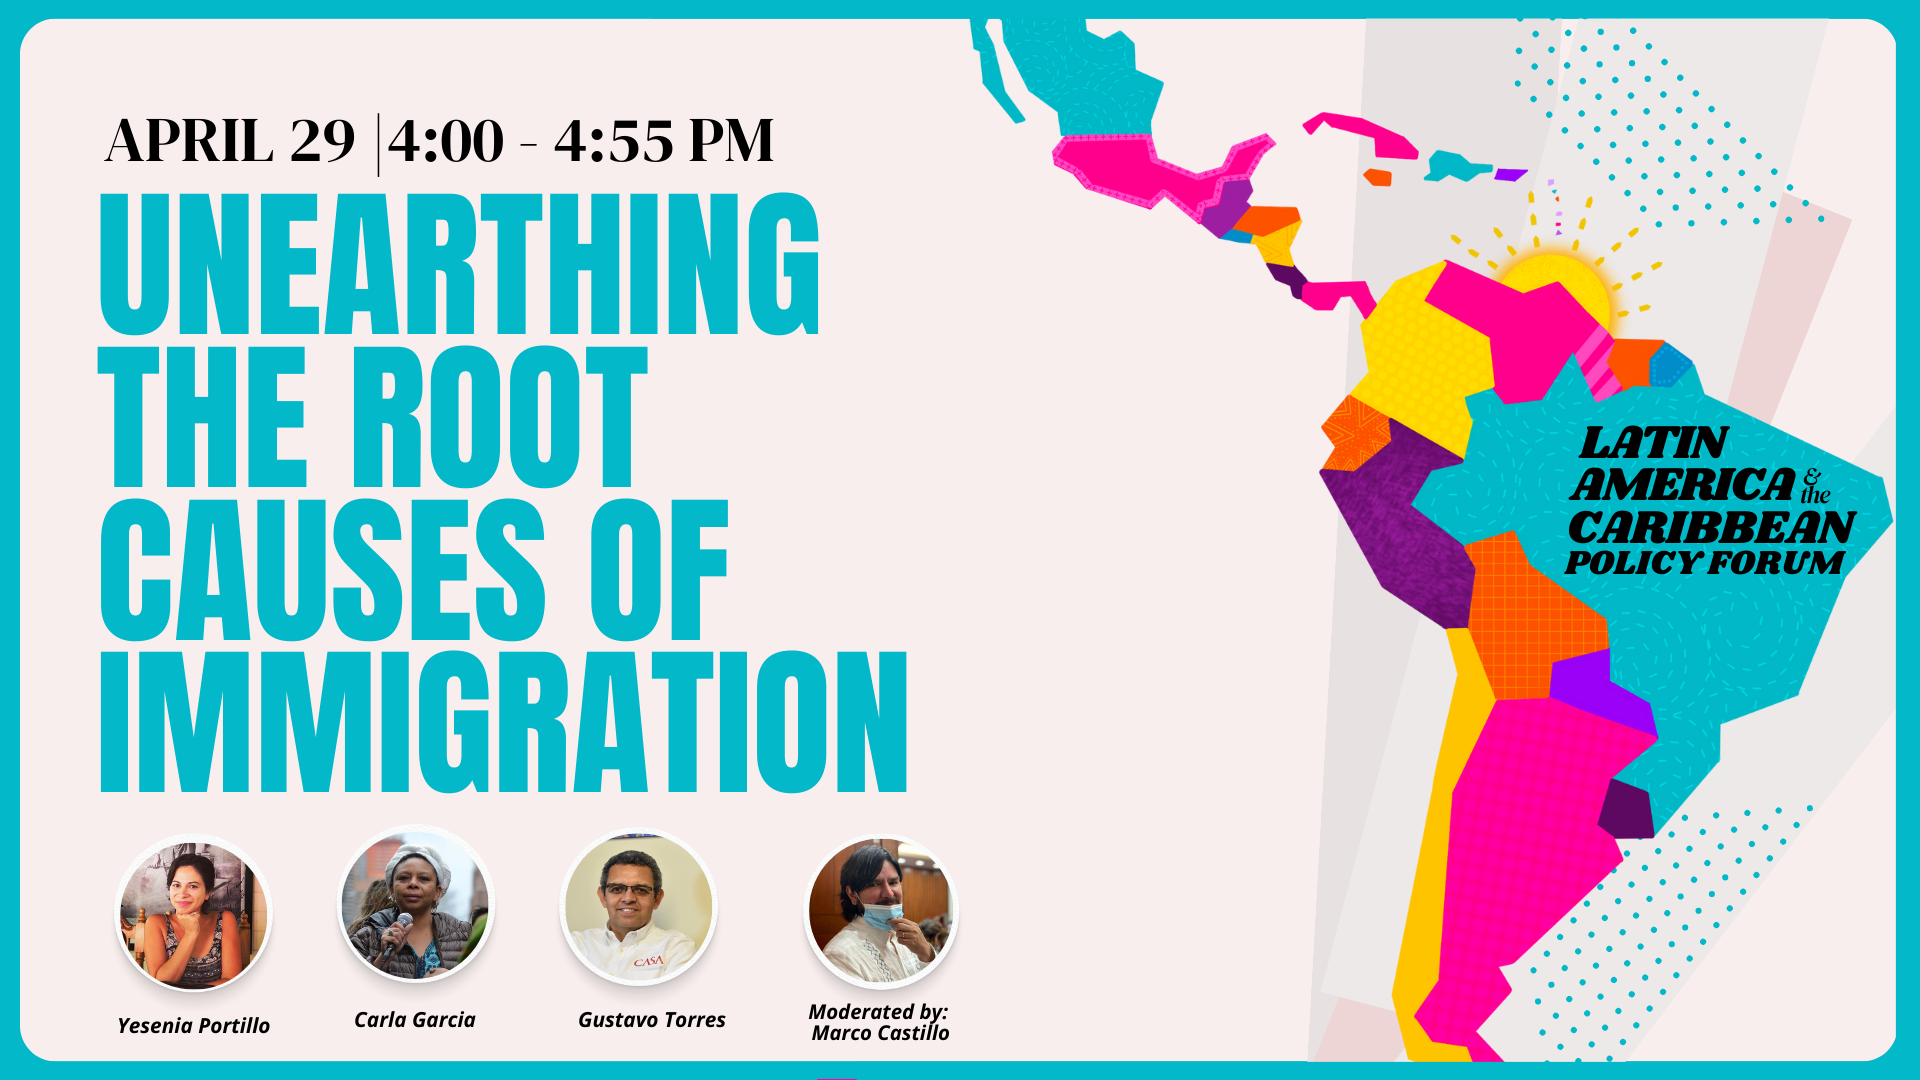 APRIL 29 | 4:00 - 4:55 PM
UNEARTHING
THE ROOT
CAUSES OF
IMMIGRATION
LATIN
AMERICA & the
CARIBBEAN
POLICY FORUM
CASA
Yesenia Portillo
Carla Garcia
Gustavo Torres
Moderated by:
Marco Castillo